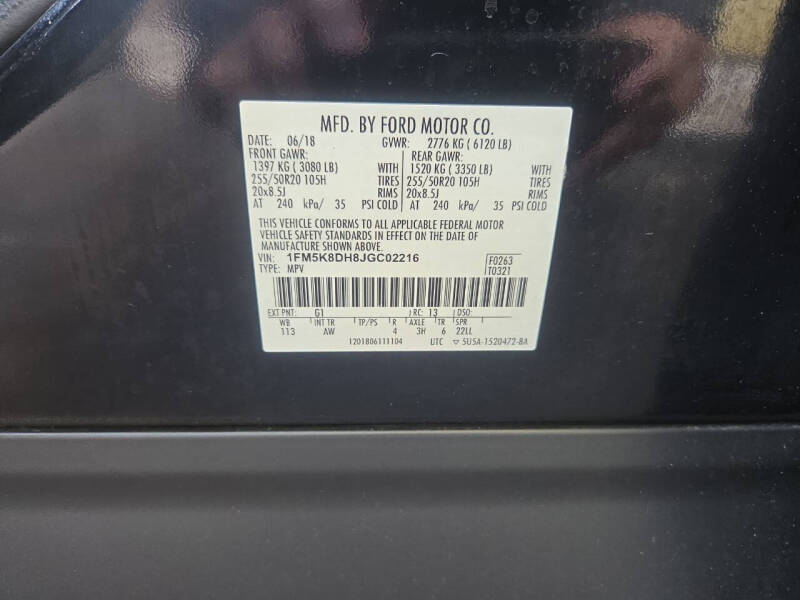 MFD. BY FORD MOTOR CO.
DATE: 06/18 GVWR: 2776 KG ( 6120 LB)
FRONT GAWR: REAR GAWR:
1397 KG ( 3080 LB) WITH 1520 KG ( 3350 LB) WITH
255/50R20 105H TIRES 255/50R20 105H TIRES
20x8.5J RIMS 20x8.5J RIMS
AT 240 kPa/ 35 PSI COLD AT 240 kPa/ 35 PSI COLD
THIS VEHICLE CONFORMS TO ALL APPLICABLE FEDERAL MOTOR
VEHICLE SAFETY STANDARDS IN EFFECT ON THE DATE OF
MANUFACTURE SHOWN ABOVE.
VIN: 1FM5K8DH8JGC02216 F0263
TYPE: MPV T0321
EXT PNT: G1 RC: 13 DSO:
WB INT TR TP/PS R AXLE TR SPR
113 AW 4 3H 6 22LL
1201806111104 UTC ▽ 5U5A-1520472-BA